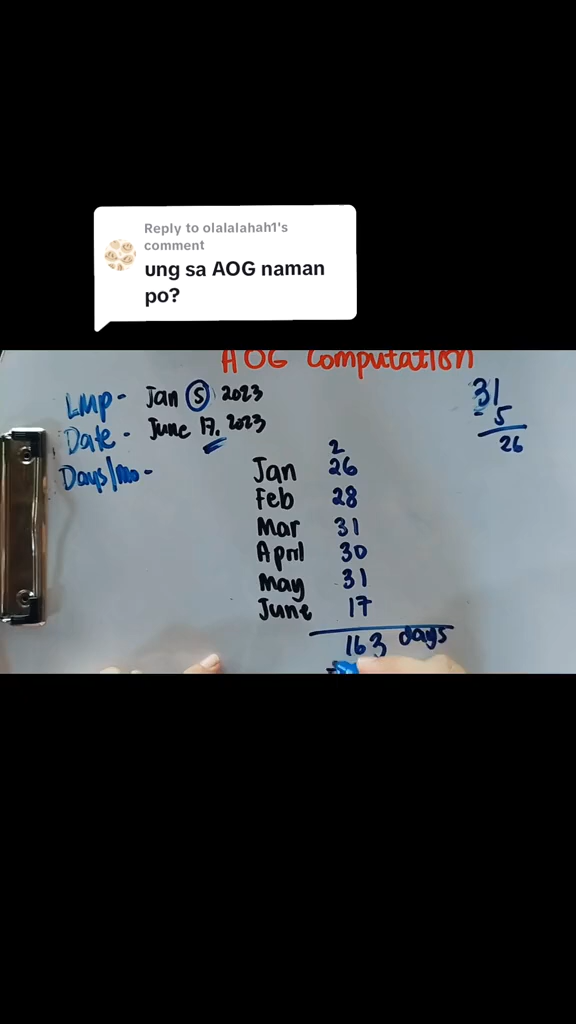 Reply to olalalahah1's
comment
ung sa AOG naman
po?
AOG Computation
LMP- Jan 5 2023
Date - June 17, 2023
Days/mo-
31
5
26
2
Jan 26
Feb 28
Mar 31
April 30
May 31
June 17
163 days